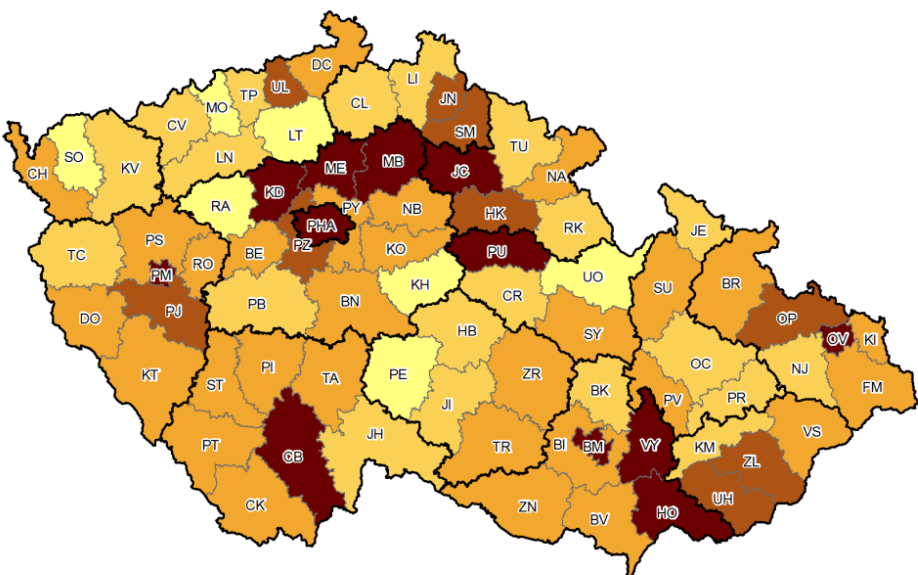 DC
LI
UL
TP
MO
CL
JN
CV
SM
LT
TU
SO
LN
CH
KV
ME
MB
JC
NA
KD
RA
PY
NB
HK
PHA
RK
JE
PS
BE
PZ
KO
PU
TC
RO
PM
KH
UO
SU
BR
PB
BN
CR
PJ
OP
DO
HB
SY
OV
KI
KT
ST
PI
TA
PE
ZR
BK
OC
NJ
FM
JI
PR
PV
PT
CB
JH
TR
BI
BM
VY
KM
VS
ZL
CK
ZN
BV
HO
UH